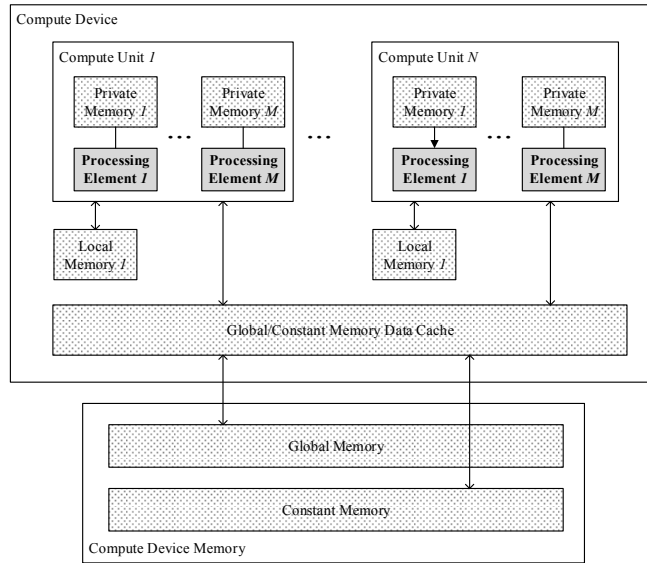 Compute Device
Compute Unit 1
Compute Unit N
Private
Memory 1
Private
Memory M
Private
Memory 1
Private
Memory M
...
...
...
Processing
Element 1
Processing
Element M
Processing
Element 1
Processing
Element M
Local
Memory 1
Local
Memory 1
Global/Constant Memory Data Cache
Global Memory
Constant Memory
Compute Device Memory